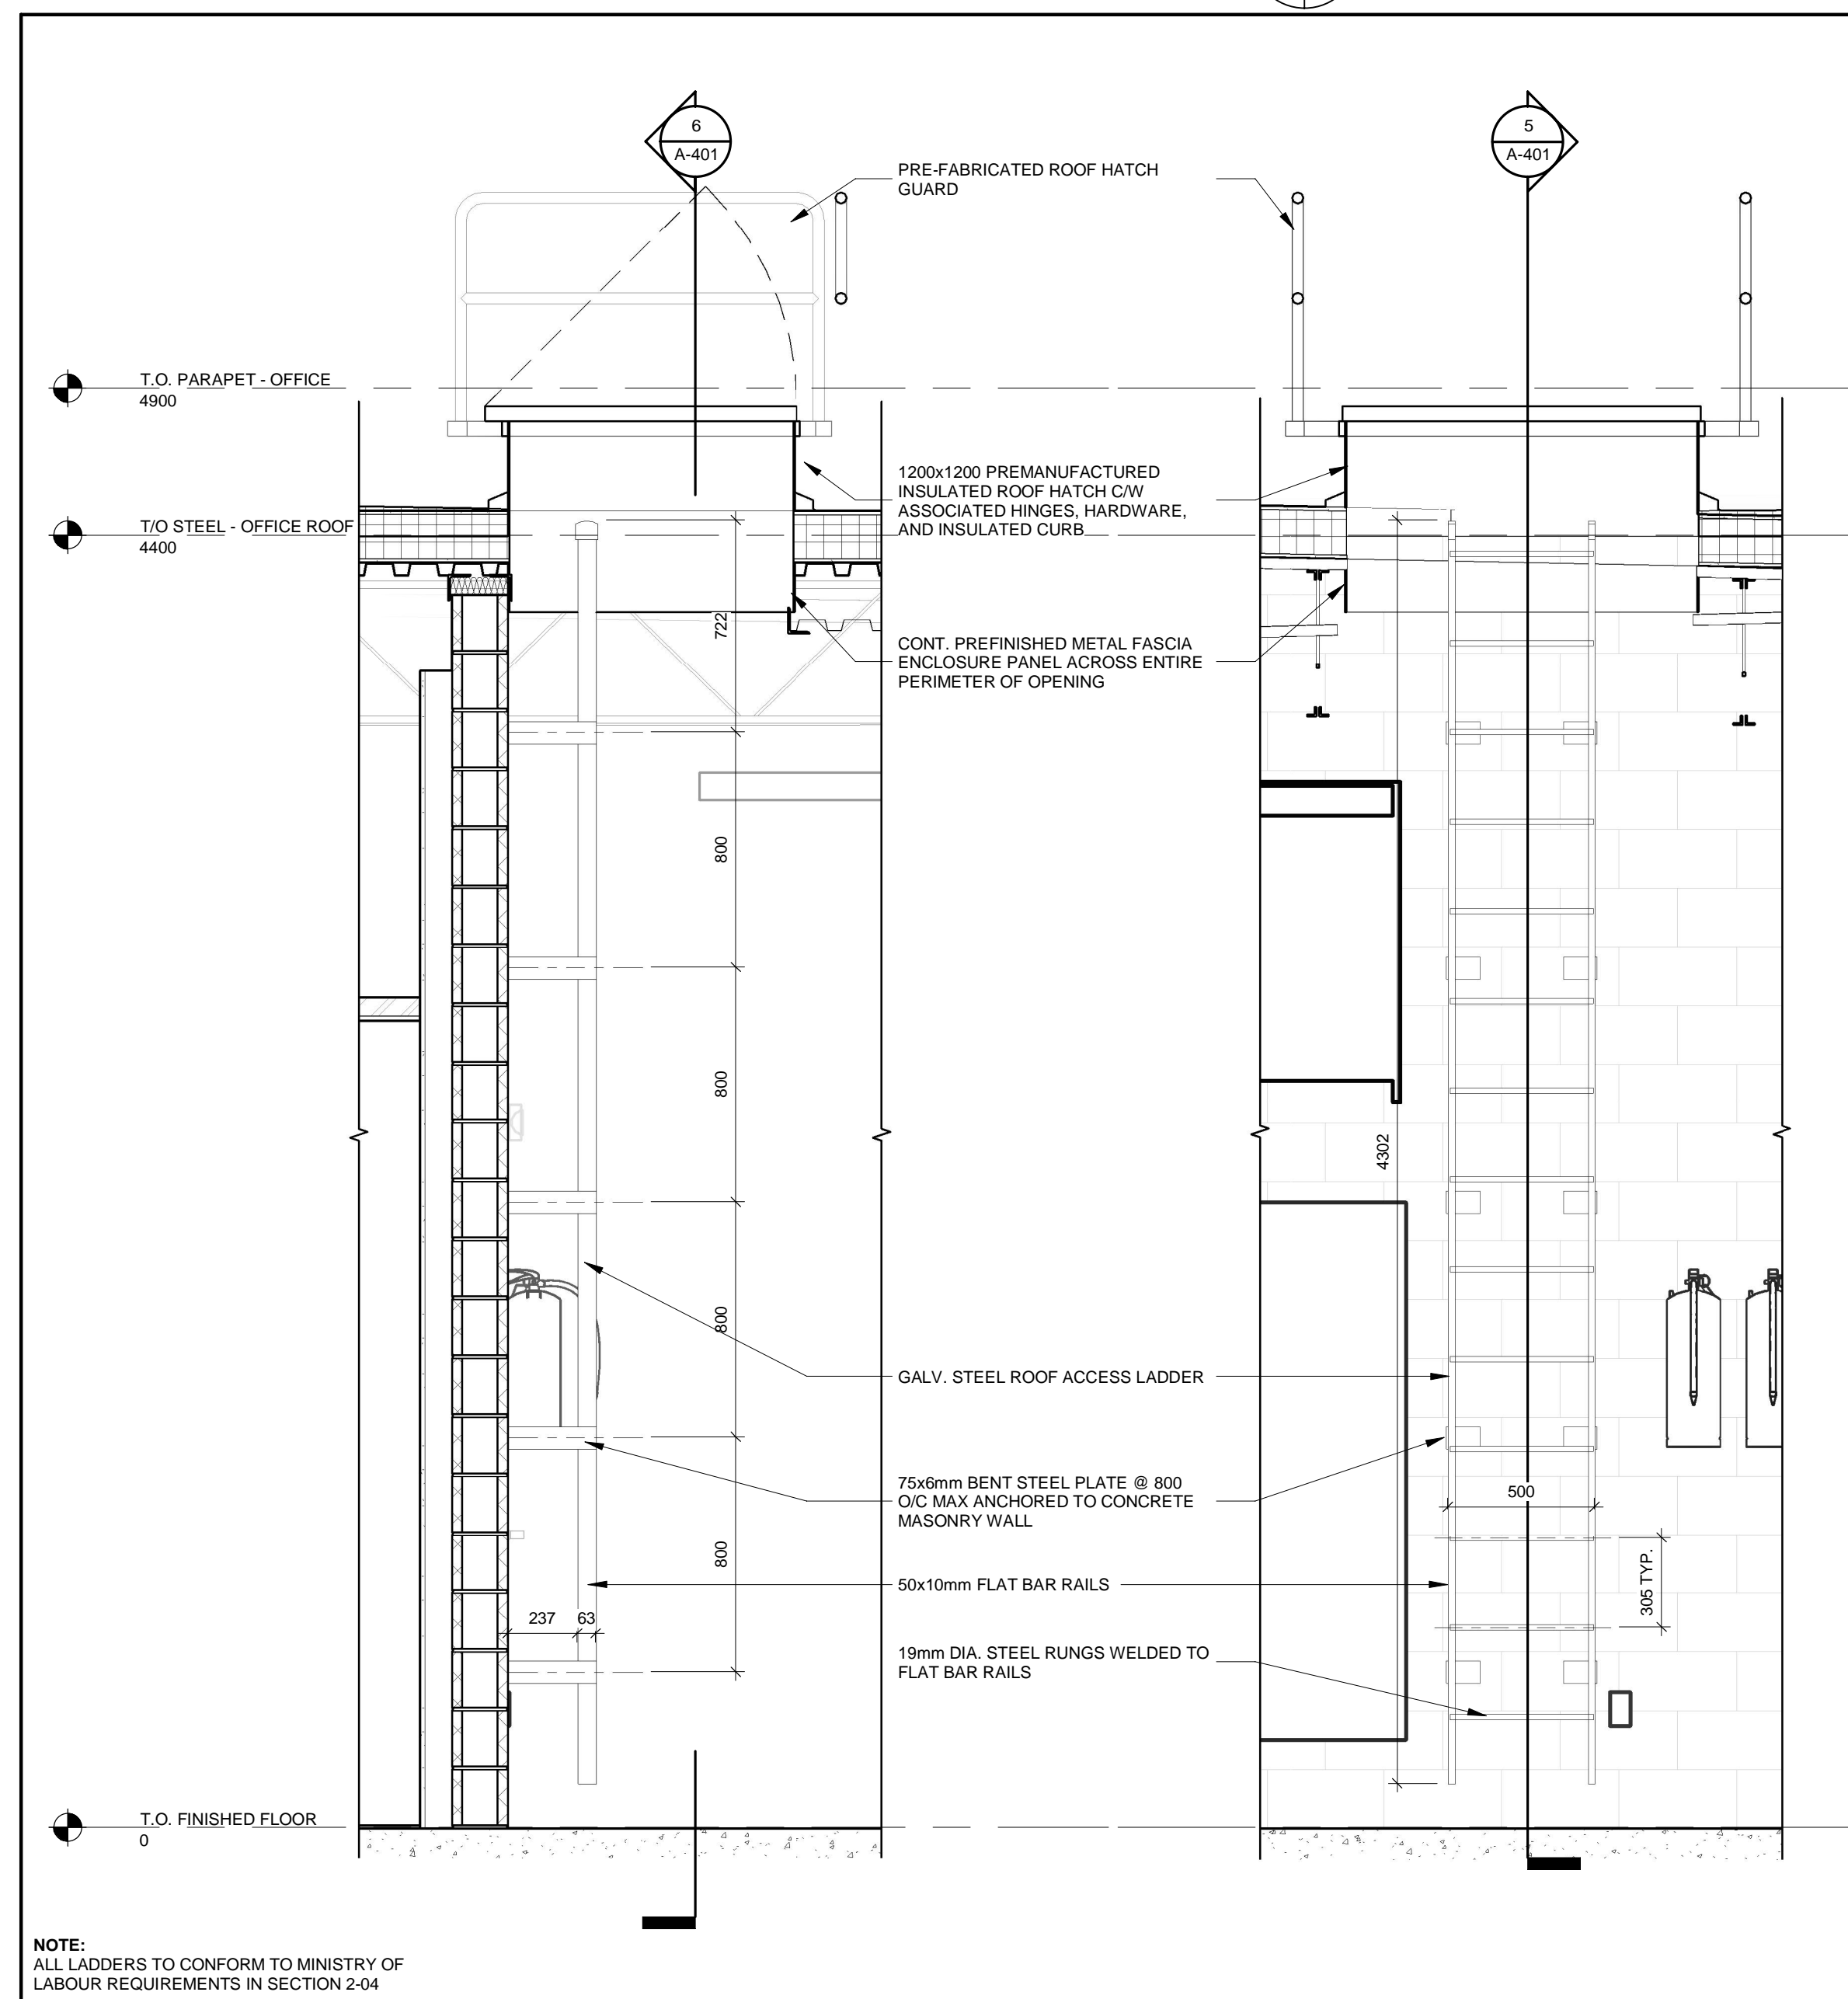 6
A-401
5
A-401
PRE-FABRICATED ROOF HATCH
GUARD
T.O. PARAPET - OFFICE
4900
1200x1200 PREMANUFACTURED
INSULATED ROOF HATCH C/W
ASSOCIATED HINGES, HARDWARE,
AND INSULATED CURB
T/O STEEL - OFFICE ROOF
4400
722
CONT. PREFINISHED METAL FASCIA
ENCLOSURE PANEL ACROSS ENTIRE
PERIMETER OF OPENING
800
800
4302
800
GALV. STEEL ROOF ACCESS LADDER
75x6mm BENT STEEL PLATE @ 800
O/C MAX ANCHORED TO CONCRETE
MASONRY WALL
500
800
50x10mm FLAT BAR RAILS
305 TYP.
237
63
19mm DIA. STEEL RUNGS WELDED TO
FLAT BAR RAILS
T.O. FINISHED FLOOR
0
NOTE:
ALL LADDERS TO CONFORM TO MINISTRY OF
LABOUR REQUIREMENTS IN SECTION 2-04